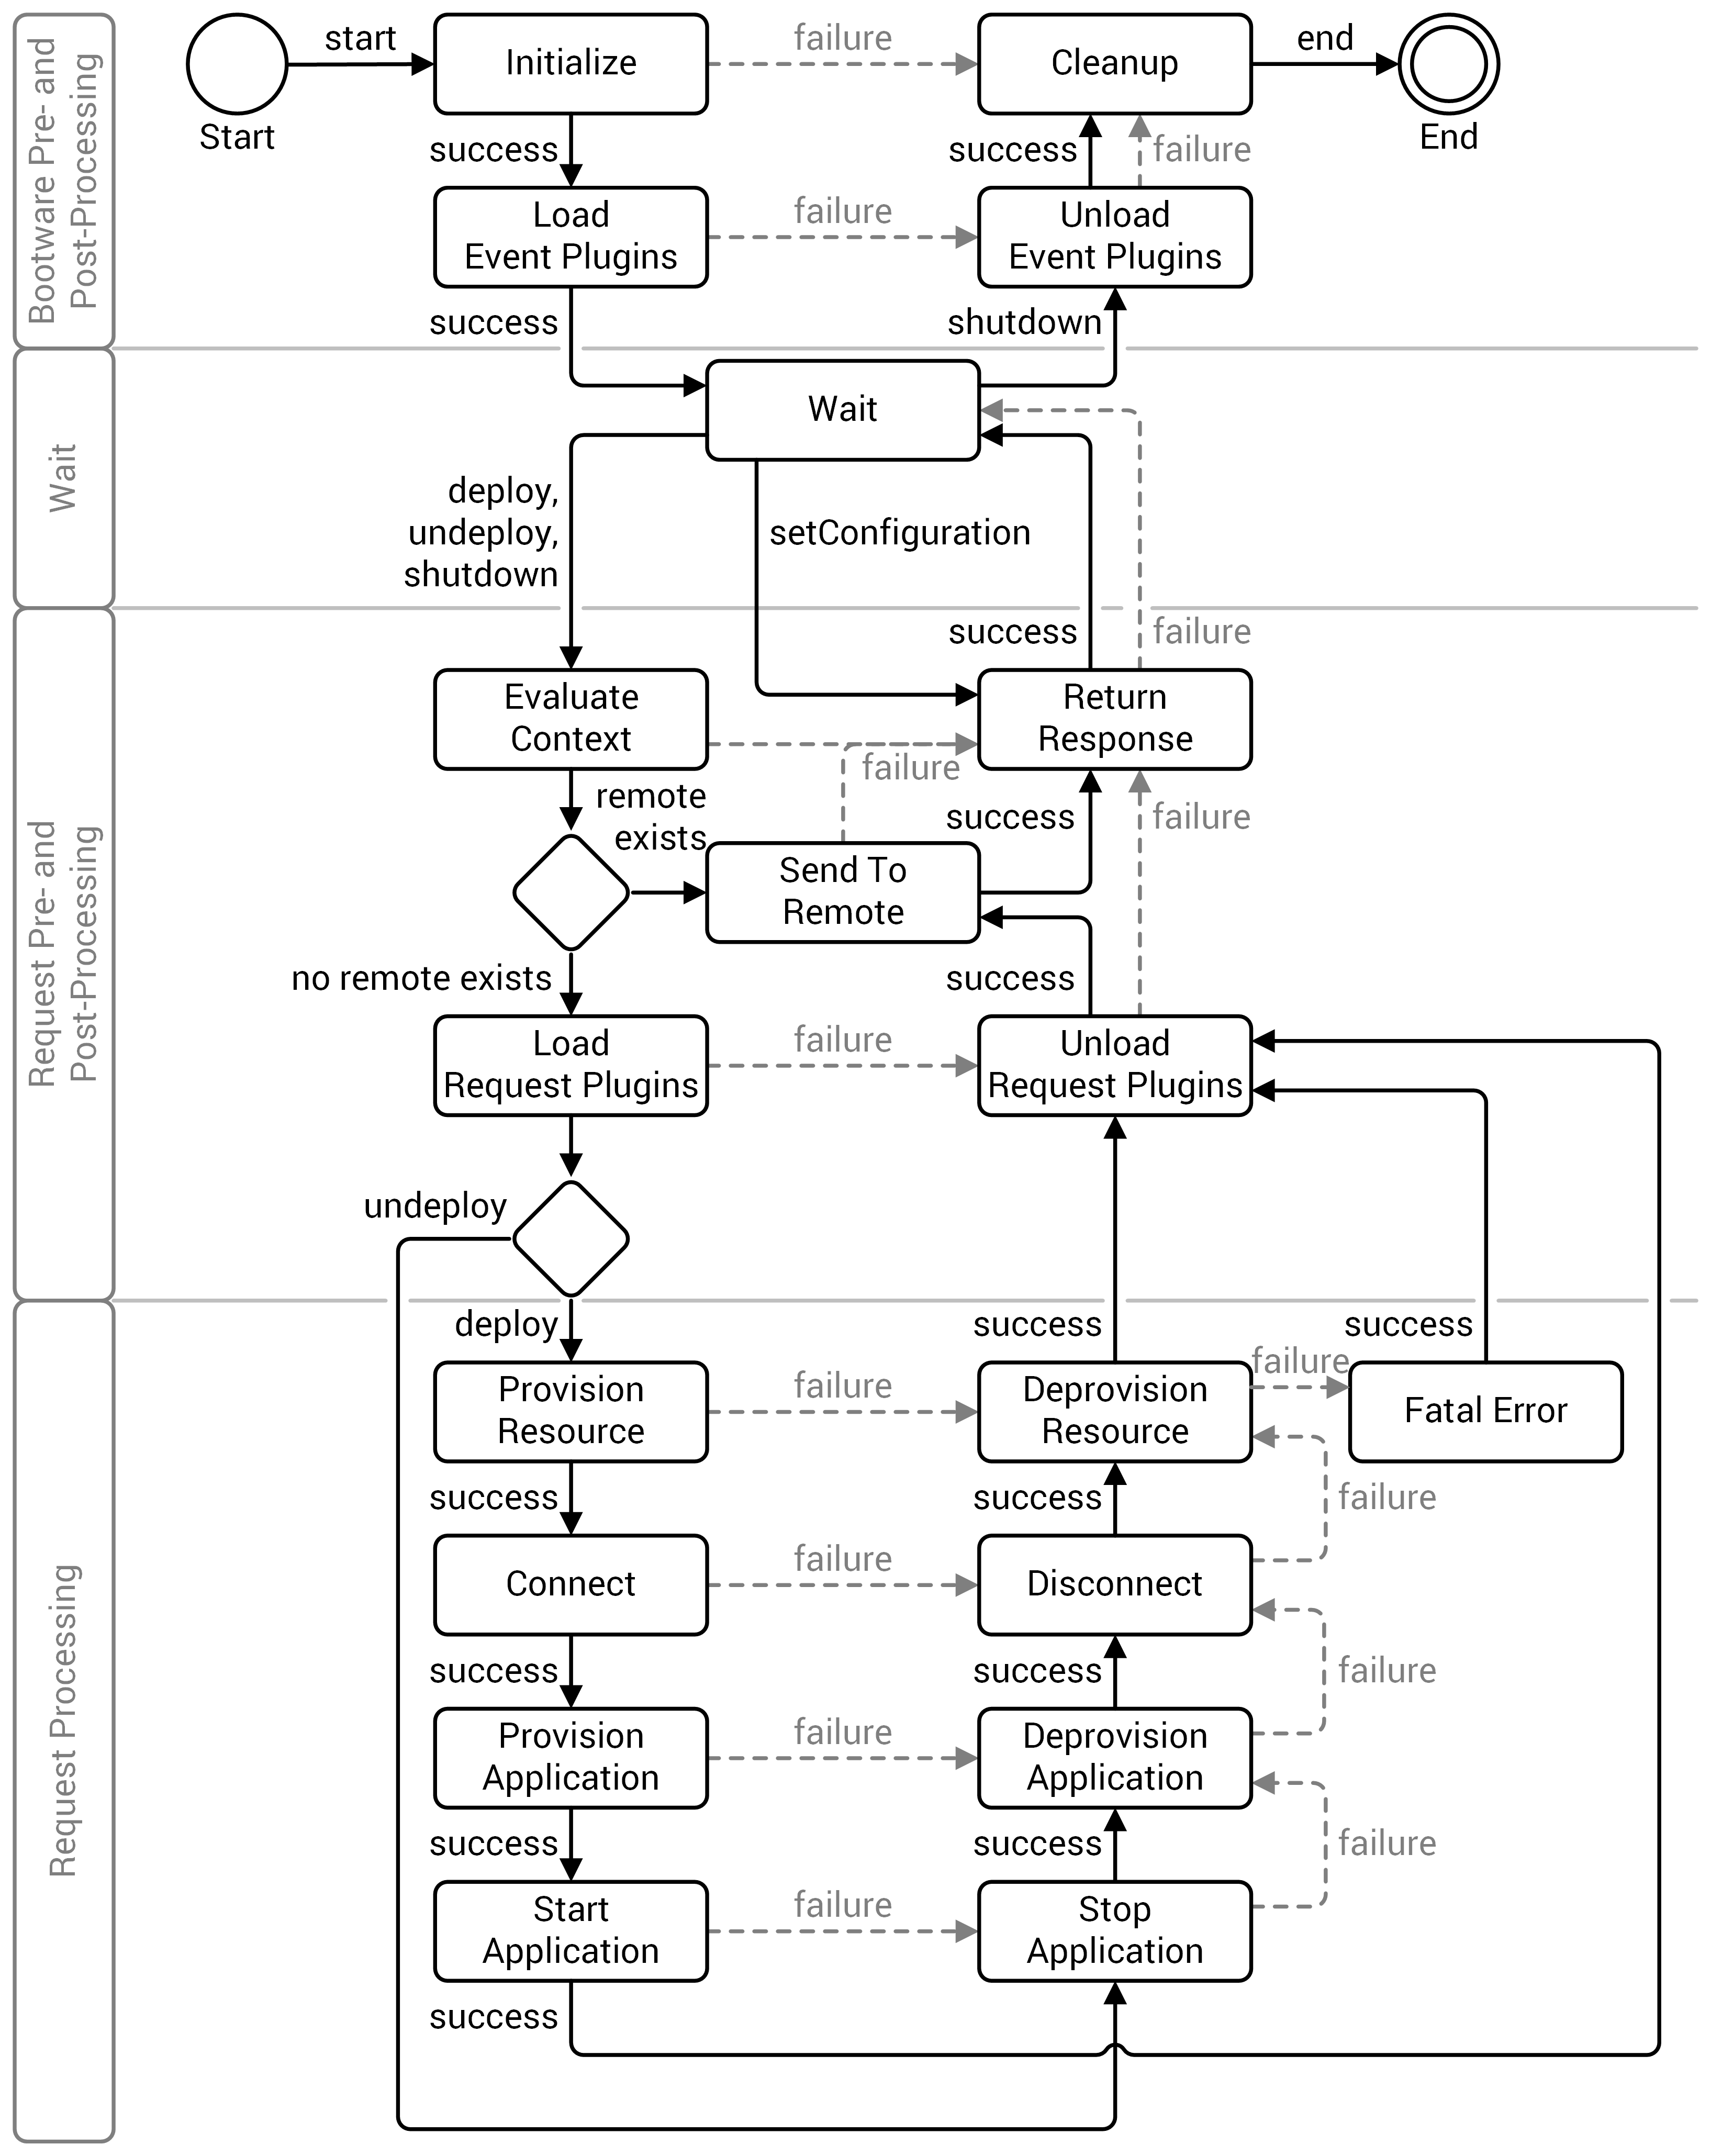 Bootware Pre- and
Post-Processing
start
Initialize
failure
Cleanup
end
Start
End
success
success
failure
Load
Event Plugins
failure
Unload
Event Plugins
success
shutdown
Wait
Wait
deploy,
undeploy,
shutdown
setConfiguration
success
failure
Request Pre- and
Post-Processing
Evaluate
Context
Return
Response
failure
remote
exists
success
failure
Send To
Remote
no remote exists
success
Load
Request Plugins
failure
Unload
Request Plugins
undeploy
Request Processing
deploy
success
success
Provision
Resource
failure
Deprovision
Resource
failure
Fatal Error
success
success
failure
Connect
failure
Disconnect
success
success
failure
Provision
Application
failure
Deprovision
Application
success
success
failure
Start
Application
failure
Stop
Application
success